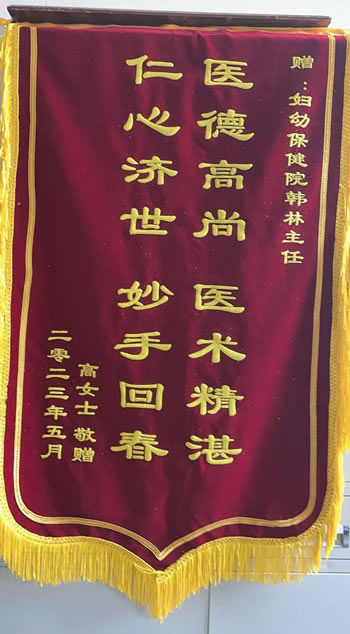 赠：妇幼保健院韩林主任
医德高尚 医术精湛
仁心济世 妙手回春
高女士 敬赠
二零二三年五月